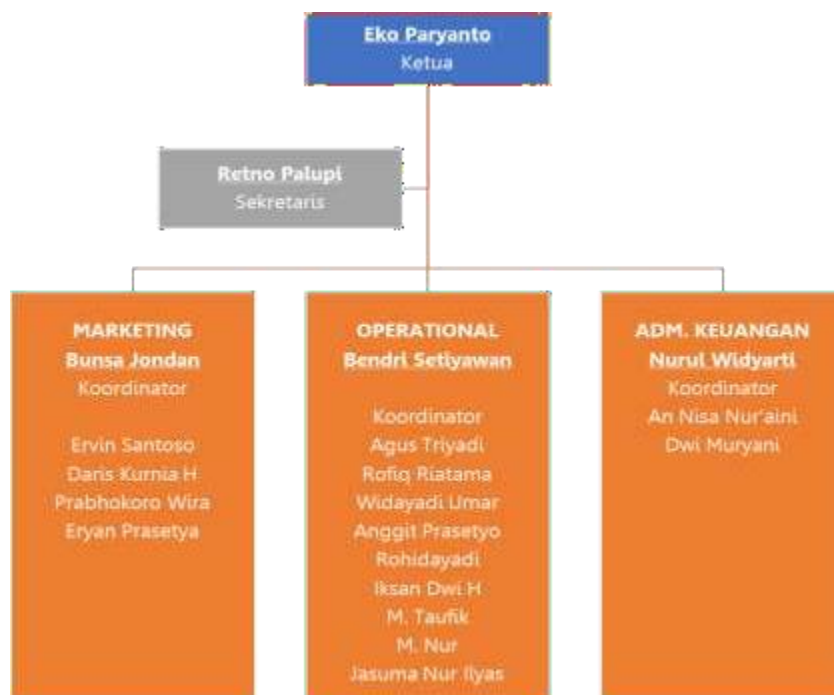 Eko Paryanto
Ketua
Retno Palupi
Sekretaris
MARKETING
Bunsa Jondan
Koordinator
Ervin Santoso
Daris Kurnia H
Prabhokoro Wira
Eryan Prasetya
OPERATIONAL
Bendri Setiyawan
Koordinator
Agus Triyadi
Rofiq Riatama
Widayadi Umar
Anggit Prasetyo
Rohidayadi
Iksan Dwi H
M. Taufik
M. Nur
Jasuma Nur Ilyas
ADM. KEUANGAN
Nurul Widyarti
Koordinator
An Nisa Nur'aini
Dwi Muryani